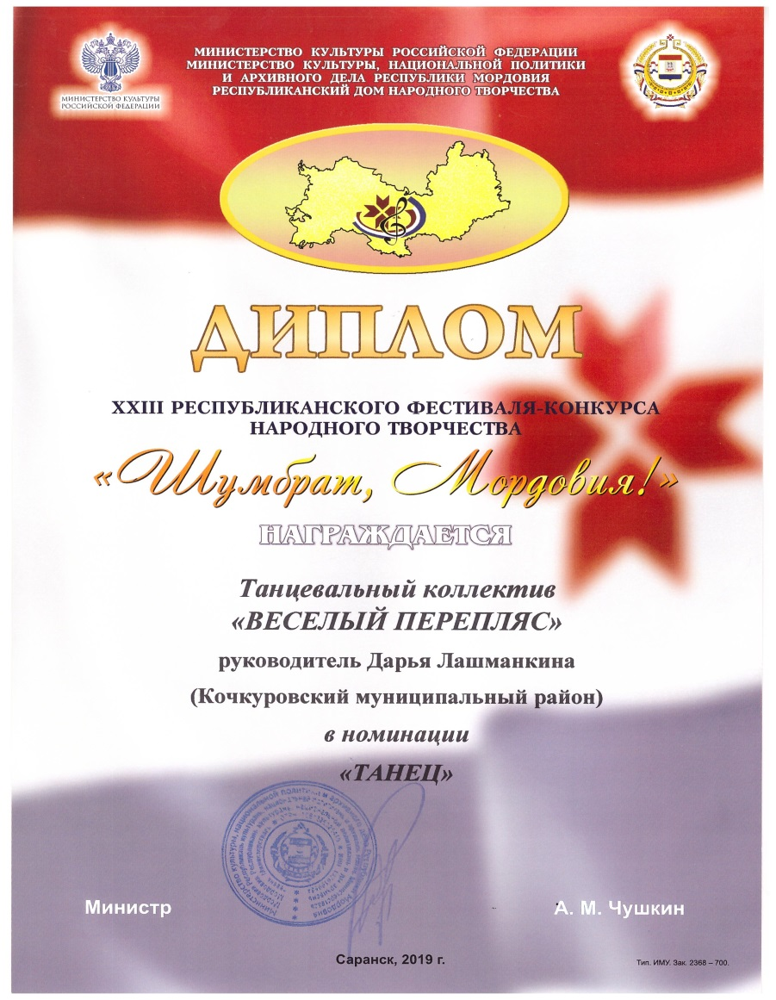 МИНИСТЕРСТВО КУЛЬТУРЫ РОССИЙСКОЙ ФЕДЕРАЦИИ
МИНИСТЕРСТВО КУЛЬТУРЫ, НАЦИОНАЛЬНОЙ ПОЛИТИКИ
И АРХИВНОГО ДЕЛА РЕСПУБЛИКИ МОРДОВИЯ
РЕСПУБЛИКАНСКИЙ ДОМ НАРОДНОГО ТВОРЧЕСТВА
МИНИСТЕРСТВО КУЛЬТУРЫ
РОССИЙСКОЙ ФЕДЕРАЦИИ
ДИПЛОМ
XXIII РЕСПУБЛИКАНСКОГО ФЕСТИВАЛЯ-КОНКУРСА
НАРОДНОГО ТВОРЧЕСТВА
«Шумбрат, Мордовия!»
НАГРАЖДАЕТСЯ
Танцевальный коллектив
«ВЕСЕЛЫЙ ПЕРЕПЛЯС»
руководитель Дарья Лашманкина
(Кочкуровский муниципальный район)
в номинации
«ТАНЕЦ»
Министр
А. М. Чушкин
Саранск, 2019 г.
Тип. ИМУ. Зак. 2368 – 700.